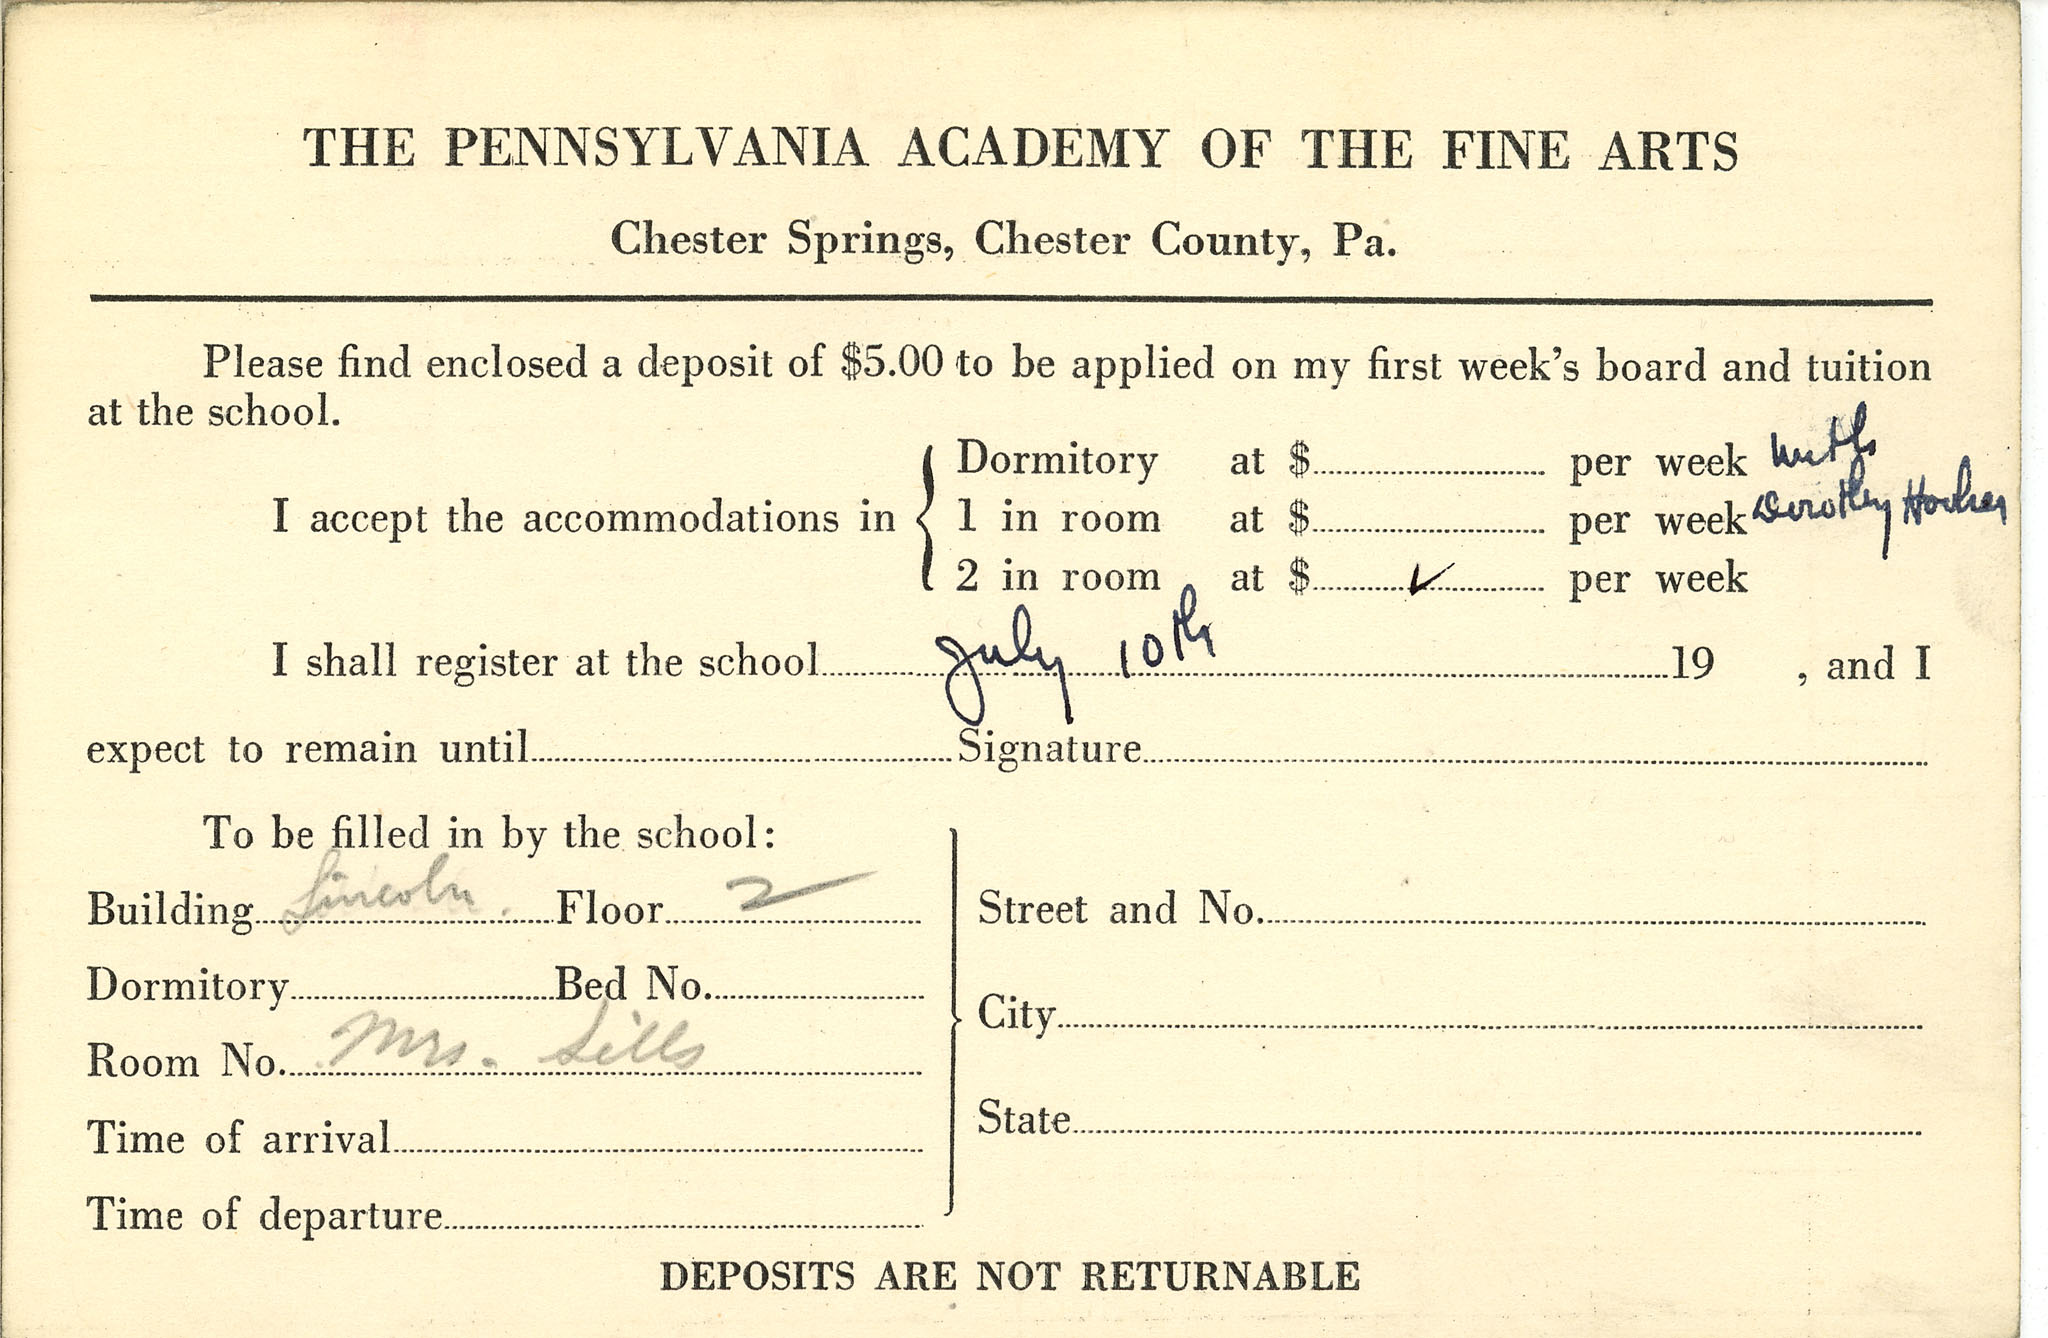 THE PENNSYLVANIA ACADEMY OF THE FINE ARTS
Chester Springs, Chester County, Pa.
Please find enclosed a deposit of $5.00 to be applied on my first week's board and tuition
at the school.
Dormitory at $ per week
I accept the accommodations in 1 in room at $ per week Dorothy
2 in room at $ ✓ per week
I shall register at the school July 10th 19 , and I
expect to remain until Signature
To be filled in by the school:
Building Lincoln. Floor 2
Dormitory Bed No.
Room No. Mrs. Sills
Time of arrival
Time of departure
Street and No.
City
State
DEPOSITS ARE NOT RETURNABLE